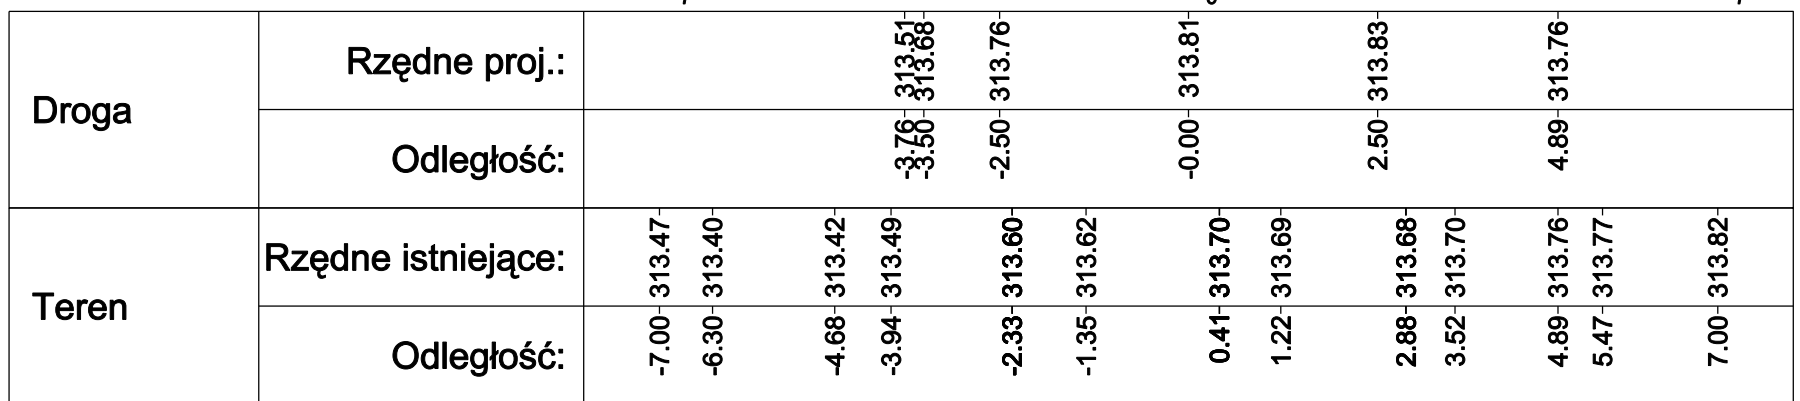 Droga
Rzędne proj.: 313.51 313.68 313.76 313.81 313.83 313.76
Odległość: -3.76 -3.50 -2.50 -0.00 2.50 4.89
Teren
Rzędne istniejące: 313.47 313.40 313.42 313.49 313.60 313.62 313.70 313.69 313.68 313.70 313.76 313.77 313.82
Odległość: -7.00 -6.30 -4.68 -3.94 -2.33 -1.35 0.41 1.22 2.88 3.52 4.89 5.47 7.00